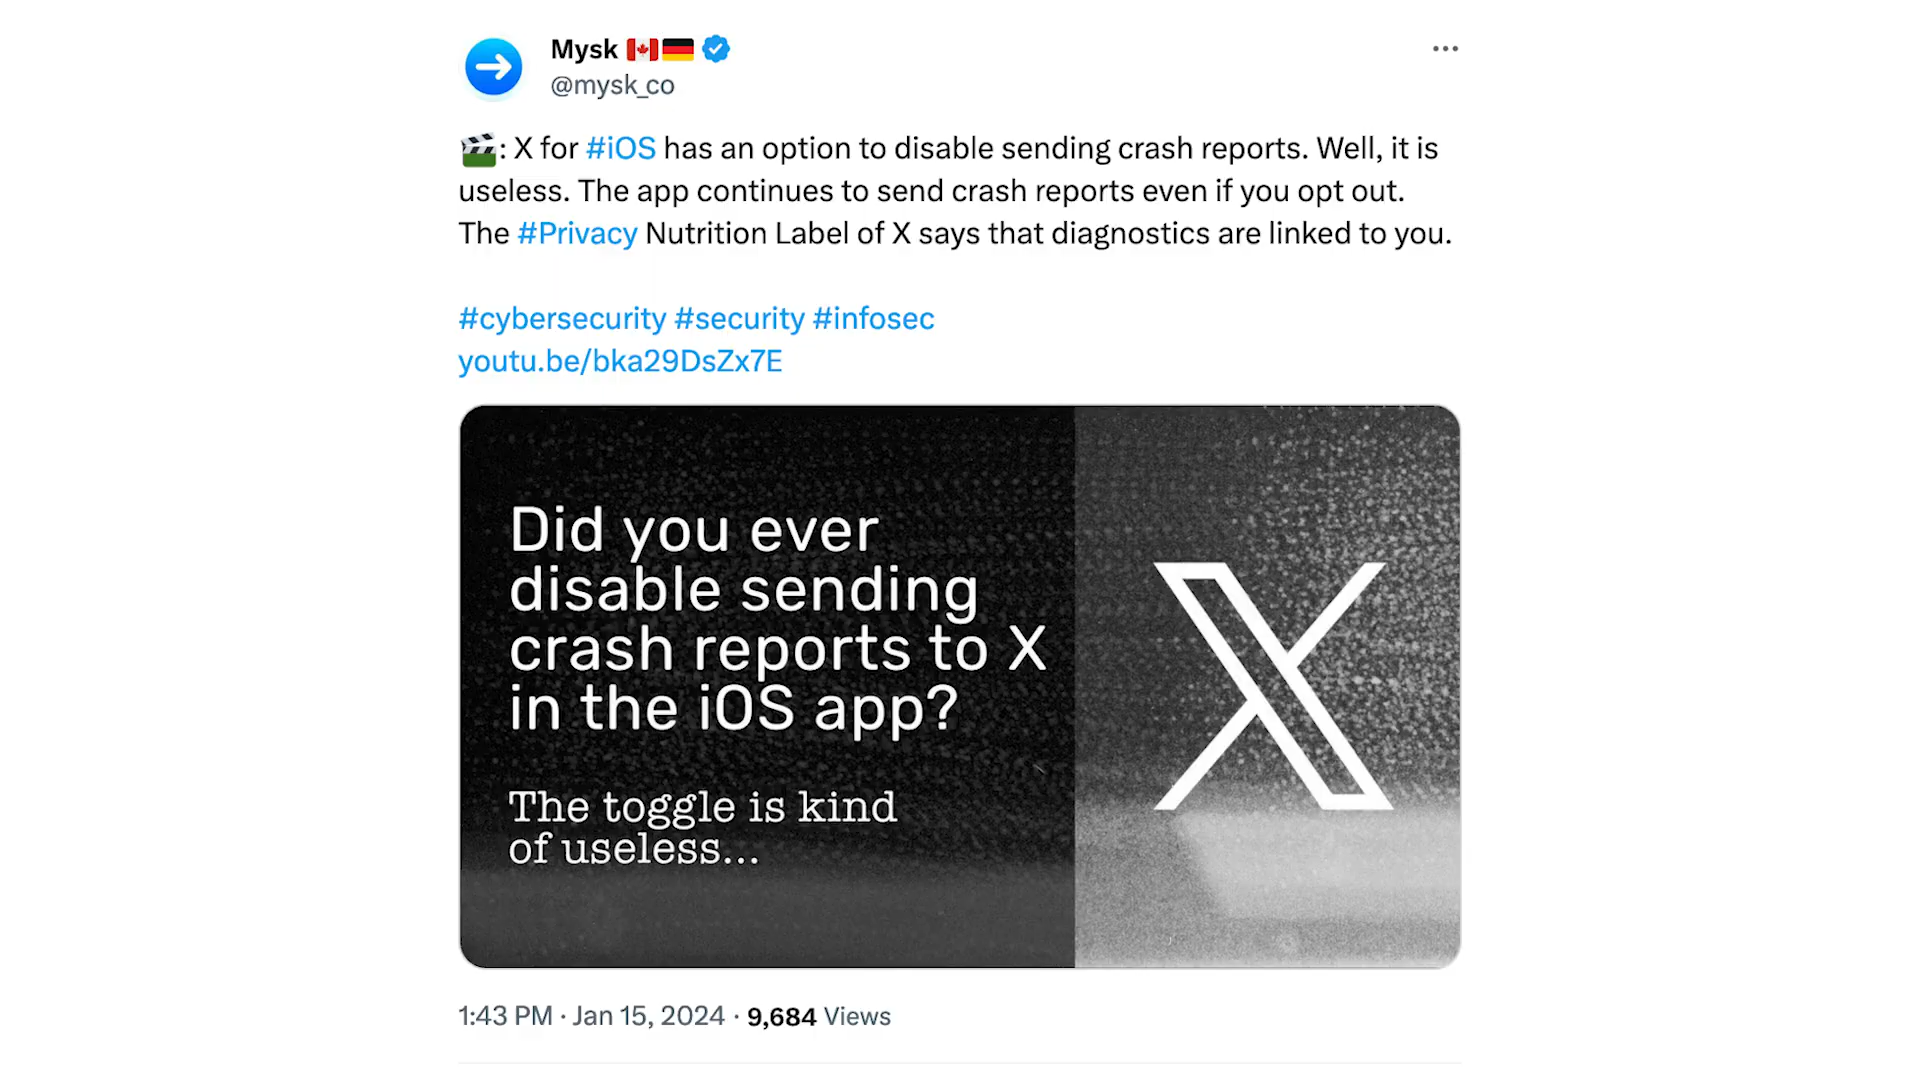 Mysk 🇨🇦🇩🇪
@mysk_co
🎬: X for #iOS has an option to disable sending crash reports. Well, it is
useless. The app continues to send crash reports even if you opt out.
The #Privacy Nutrition Label of X says that diagnostics are linked to you.
#cybersecurity #security #infosec
youtu.be/bka29DsZx7E
Did you ever
disable sending
crash reports to X
in the iOS app?
The toggle is kind
of useless...
X
1:43 PM · Jan 15, 2024 · 9,684 Views